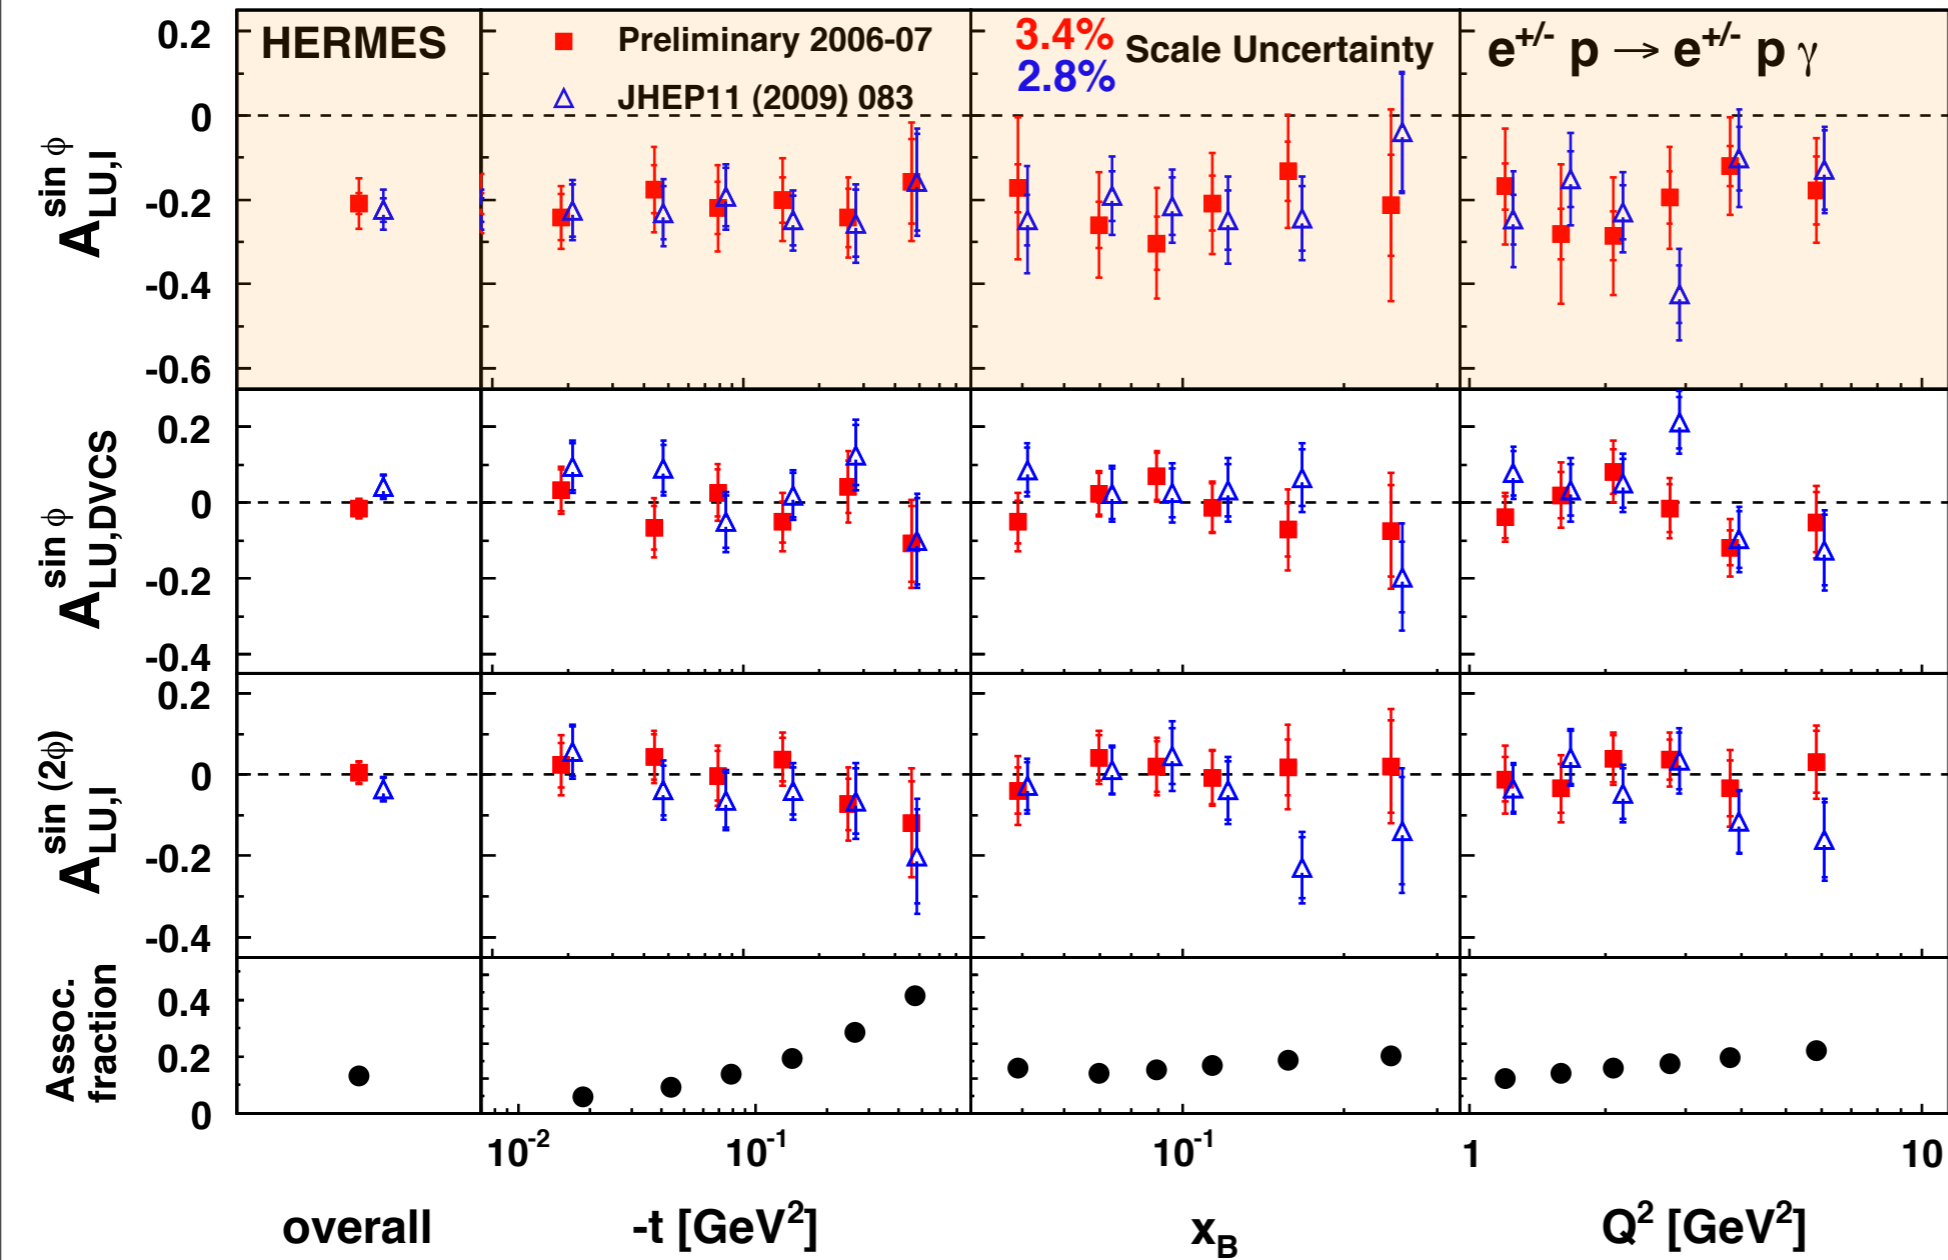 HERMES
Preliminary 2006-07
JHEP11 (2009) 083
3.4%
2.8%
Scale Uncertainty
e+/- p → e+/- p γ
A sin ϕ LU,I
0.2
0
-0.2
-0.4
-0.6
A sin ϕ LU,DVCS
0.2
0
-0.2
-0.4
A sin (2ϕ) LU,I
0.2
0
-0.2
-0.4
Assoc.
fraction
0.4
0.2
0
10-2 10-1 10-1 1 10
overall -t [GeV2] xB Q2 [GeV2]